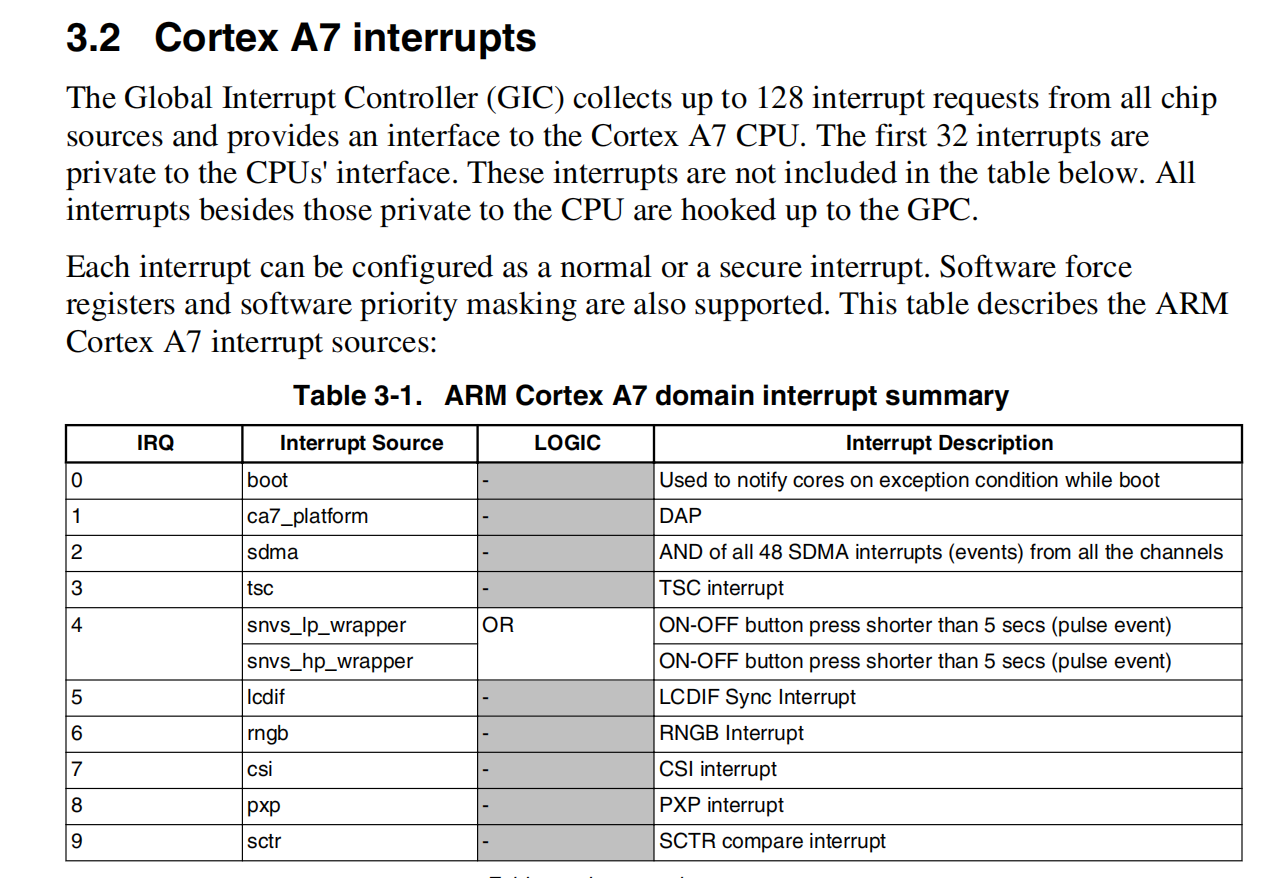 3.2 Cortex A7 interrupts
The Global Interrupt Controller (GIC) collects up to 128 interrupt requests from all chip
sources and provides an interface to the Cortex A7 CPU. The first 32 interrupts are
private to the CPUs' interface. These interrupts are not included in the table below. All
interrupts besides those private to the CPU are hooked up to the GPC.
Each interrupt can be configured as a normal or a secure interrupt. Software force
registers and software priority masking are also supported. This table describes the ARM
Cortex A7 interrupt sources:
Table 3-1. ARM Cortex A7 domain interrupt summary
IRQ Interrupt Source LOGIC Interrupt Description
0 boot - Used to notify cores on exception condition while boot
1 ca7_platform - DAP
2 sdma - AND of all 48 SDMA interrupts (events) from all the channels
3 tsc - TSC interrupt
4 snvs_lp_wrapper OR ON-OFF button press shorter than 5 secs (pulse event)
snvs_hp_wrapper ON-OFF button press shorter than 5 secs (pulse event)
5 lcdif - LCDIF Sync Interrupt
6 rngb - RNGB Interrupt
7 csi - CSI interrupt
8 pxp - PXP interrupt
9 sctr - SCTR compare interrupt